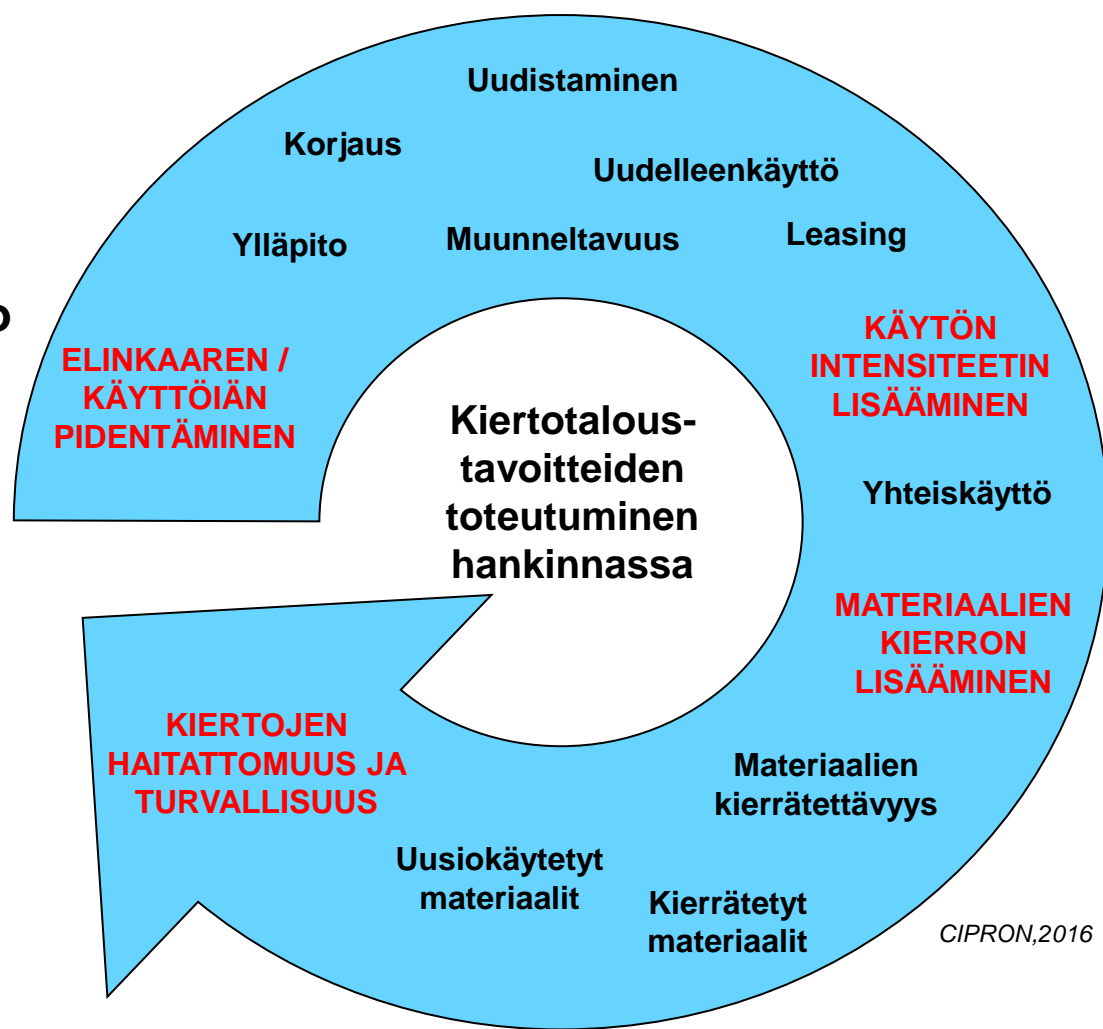 Uudistaminen
Korjaus
Uudelleenkäyttö
Ylläpito
Muunneltavuus
Leasing
ELINKAAREN /
KÄYTTÖIÄN
PIDENTÄMINEN
KÄYTÖN
INTENSITEETIN
LISÄÄMINEN
Kiertotalous-
tavoitteiden
toteutuminen
hankinnassa
Yhteiskäyttö
MATERIAALIEN
KIERRON
LISÄÄMINEN
KIERTOJEN
HAITATTOMUUS JA
TURVALLISUUS
Materiaalien
kierrätettävyys
Uusiokäytetyt
materiaalit
Kierrätetyt
materiaalit
CIPRON,2016